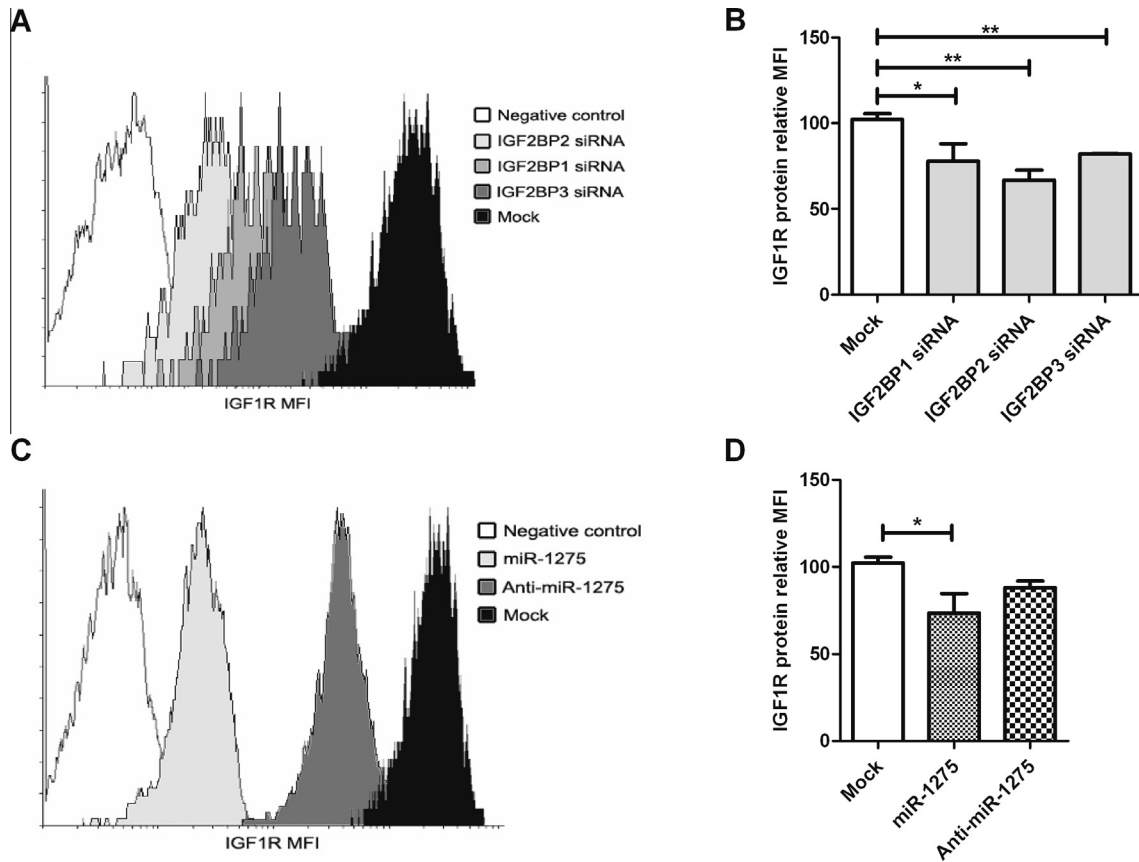 A
Negative control
IGF2BP2 siRNA
IGF2BP1 siRNA
IGF2BP3 siRNA
Mock
IGF1R MFI
B
IGF1R protein relative MFI
150
100
50
0
**
**
*
Mock
IGF2BP1 siRNA
IGF2BP2 siRNA
IGF2BP3 siRNA
C
Negative control
miR-1275
Anti-miR-1275
Mock
IGF1R MFI
D
IGF1R protein relative MFI
150
100
50
0
*
Mock
miR-1275
Anti-miR-1275